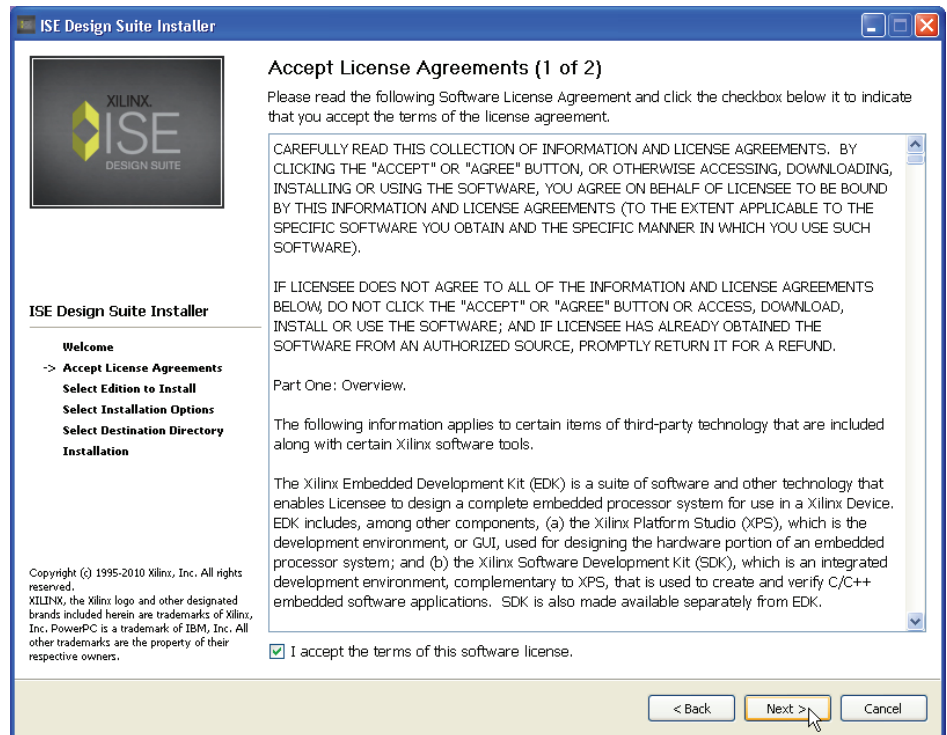 ISE Design Suite Installer
XILINX.
ISE
DESIGN SUITE
ISE Design Suite Installer
Welcome
-> Accept License Agreements
Select Edition to Install
Select Installation Options
Select Destination Directory
Installation
Copyright (c) 1995-2010 Xilinx, Inc. All rights
reserved.
XILINX, the Xilinx logo and other designated
brands included herein are trademarks of Xilinx,
Inc. PowerPC is a trademark of IBM, Inc. All
other trademarks are the property of their
respective owners.
Accept License Agreements (1 of 2)
Please read the following Software License Agreement and click the checkbox below it to indicate
that you accept the terms of the license agreement.
CAREFULLY READ THIS COLLECTION OF INFORMATION AND LICENSE AGREEMENTS.  BY
CLICKING THE "ACCEPT" OR "AGREE" BUTTON, OR OTHERWISE ACCESSING, DOWNLOADING,
INSTALLING OR USING THE SOFTWARE, YOU AGREE ON BEHALF OF LICENSEE TO BE BOUND
BY THIS INFORMATION AND LICENSE AGREEMENTS (TO THE EXTENT APPLICABLE TO THE
SPECIFIC SOFTWARE YOU OBTAIN AND THE SPECIFIC MANNER IN WHICH YOU USE SUCH
SOFTWARE).
IF LICENSEE DOES NOT AGREE TO ALL OF THE INFORMATION AND LICENSE AGREEMENTS
BELOW, DO NOT CLICK THE "ACCEPT" OR "AGREE" BUTTON OR ACCESS, DOWNLOAD,
INSTALL OR USE THE SOFTWARE; AND IF LICENSEE HAS ALREADY OBTAINED THE
SOFTWARE FROM AN AUTHORIZED SOURCE, PROMPTLY RETURN IT FOR A REFUND.
Part One: Overview.
The following information applies to certain items of third-party technology that are included
along with certain Xilinx software tools.
The Xilinx Embedded Development Kit (EDK) is a suite of software and other technology that
enables Licensee to design a complete embedded processor system for use in a Xilinx Device.
EDK includes, among other components, (a) the Xilinx Platform Studio (XPS), which is the
development environment, or GUI, used for designing the hardware portion of an embedded
processor system; and (b) the Xilinx Software Development Kit (SDK), which is an integrated
development environment, complementary to XPS, that is used to create and verify C/C++
embedded software applications.  SDK is also made available separately from EDK.
I accept the terms of this software license.
< Back
Next >
Cancel